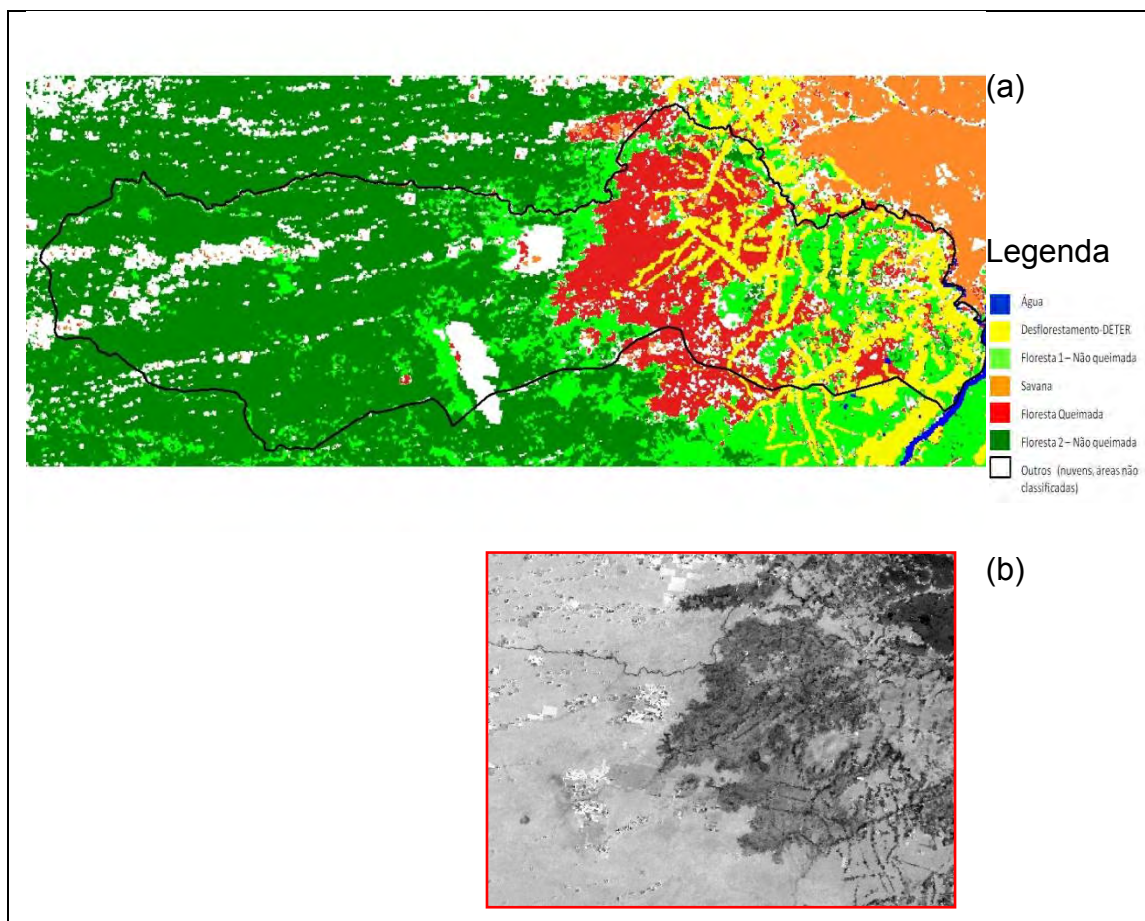 (a)
Legenda
Água
Desflorestamento-DETER
Floresta 1 – Não queimada
Savana
Floresta Queimada
Floresta 2 – Não queimada
Outros (nuvens, áreas não
classificadas)
(b)